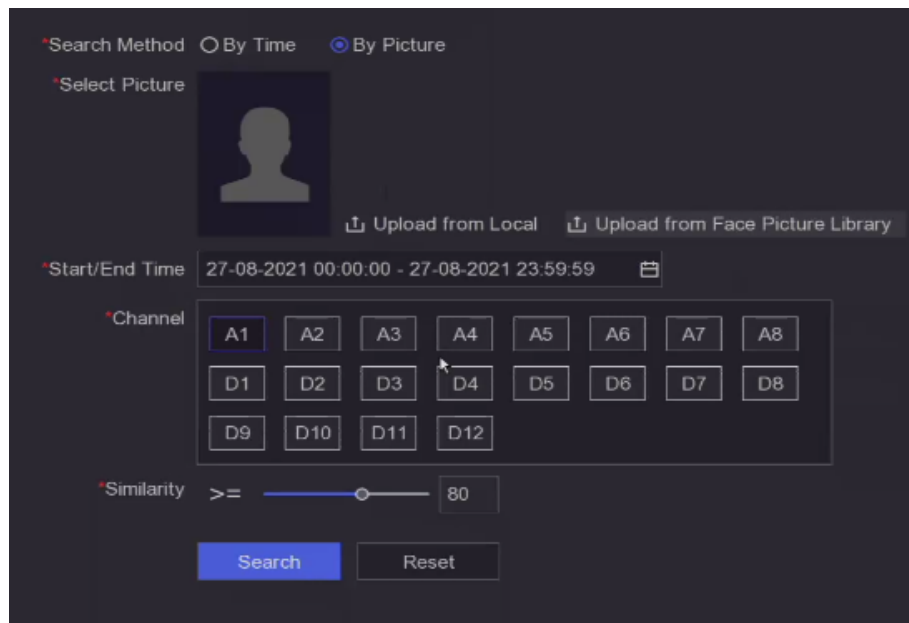 *Search Method By Time By Picture
*Select Picture
Upload from Local Upload from Face Picture Library
*Start/End Time 27-08-2021 00:00:00 - 27-08-2021 23:59:59
*Channel
A1 A2 A3 A4 A5 A6 A7 A8
D1 D2 D3 D4 D5 D6 D7 D8
D9 D10 D11 D12
*Similarity >= 80
Search Reset